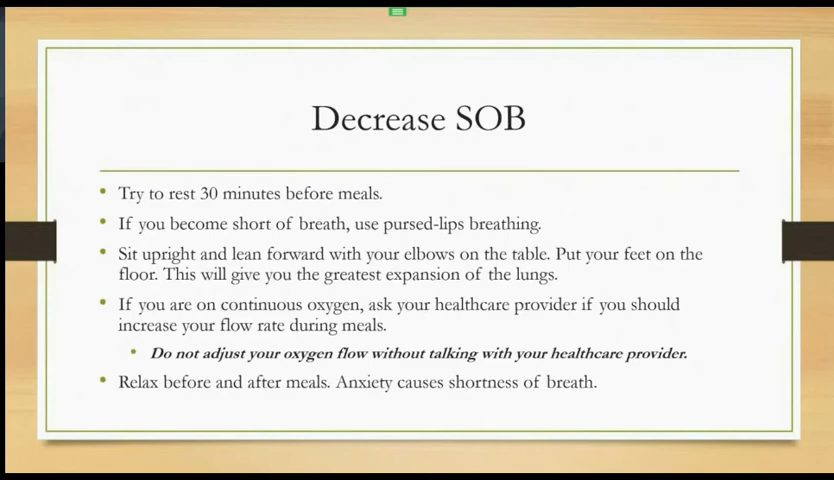 Decrease SOB
• Try to rest 30 minutes before meals.
• If you become short of breath, use pursed-lips breathing.
• Sit upright and lean forward with your elbows on the table. Put your feet on the
floor. This will give you the greatest expansion of the lungs.
• If you are on continuous oxygen, ask your healthcare provider if you should
increase your flow rate during meals.
• Do not adjust your oxygen flow without talking with your healthcare provider.
• Relax before and after meals. Anxiety causes shortness of breath.